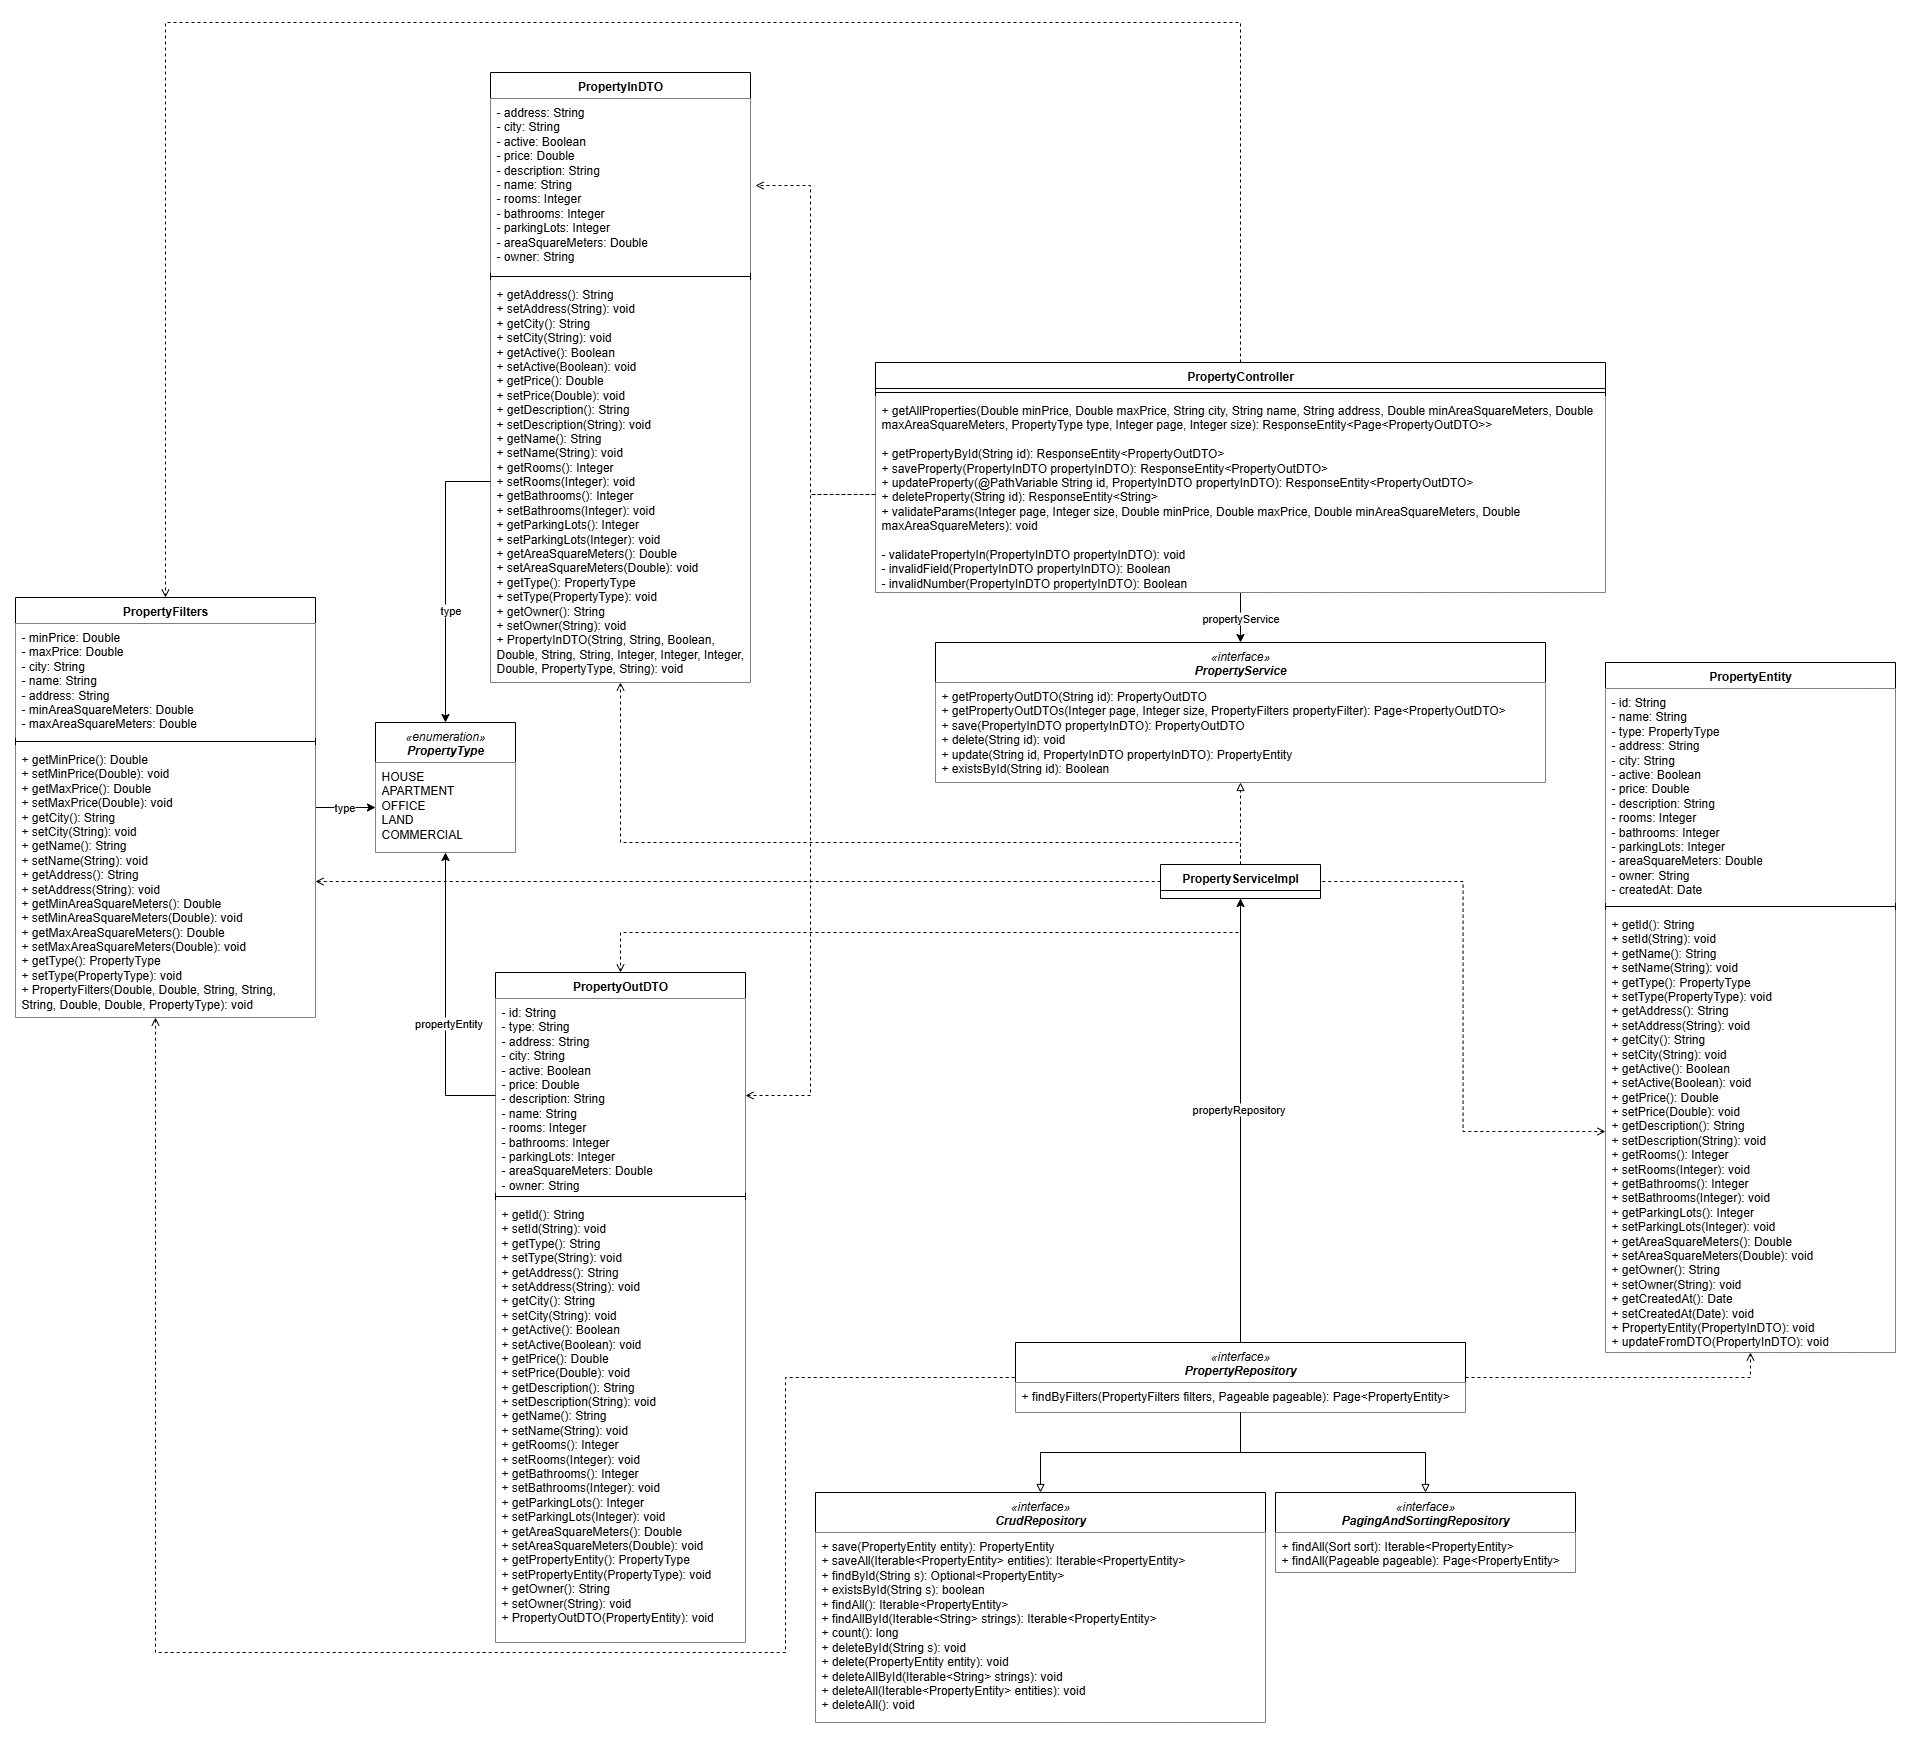 PropertyInDTO
- address: String
- city: String
- active: Boolean
- price: Double
- description: String
- name: String
- rooms: Integer
- bathrooms: Integer
- parkingLots: Integer
- areaSquareMeters: Double
- owner: String
+ getAddress(): String
+ setAddress(String): void
+ getCity(): String
+ setCity(String): void
+ getActive(): Boolean
+ setActive(Boolean): void
+ getPrice(): Double
+ setPrice(Double): void
+ getDescription(): String
+ setDescription(String): void
+ getName(): String
+ setName(String): void
+ getRooms(): Integer
+ setRooms(Integer): void
+ getBathrooms(): Integer
+ setBathrooms(Integer): void
+ getParkingLots(): Integer
+ setParkingLots(Integer): void
+ getAreaSquareMeters(): Double
+ setAreaSquareMeters(Double): void
+ getType(): PropertyType
+ setType(PropertyType): void
+ getOwner(): String
+ setOwner(String): void
+ PropertyInDTO(String, String, Boolean,
Double, String, String, Integer, Integer, Integer,
Double, PropertyType, String): void
PropertyController
+ getAllProperties(Double minPrice, Double maxPrice, String city, String name, String address, Double minAreaSquareMeters, Double
maxAreaSquareMeters, PropertyType type, Integer page, Integer size): ResponseEntity<Page<PropertyOutDTO>>
+ getPropertyById(String id): ResponseEntity<PropertyOutDTO>
+ saveProperty(PropertyInDTO propertyInDTO): ResponseEntity<PropertyOutDTO>
+ updateProperty(@PathVariable String id, PropertyInDTO propertyInDTO): ResponseEntity<PropertyOutDTO>
+ deleteProperty(String id): ResponseEntity<String>
+ validateParams(Integer page, Integer size, Double minPrice, Double maxPrice, Double minAreaSquareMeters, Double
maxAreaSquareMeters): void
- validatePropertyIn(PropertyInDTO propertyInDTO): void
- invalidField(PropertyInDTO propertyInDTO): Boolean
- invalidNumber(PropertyInDTO propertyInDTO): Boolean
type
propertyService
PropertyFilters
- minPrice: Double
- maxPrice: Double
- city: String
- name: String
- address: String
- minAreaSquareMeters: Double
- maxAreaSquareMeters: Double
+ getMinPrice(): Double
+ setMinPrice(Double): void
+ getMaxPrice(): Double
+ setMaxPrice(Double): void
+ getCity(): String
+ setCity(String): void
+ getName(): String
+ setName(String): void
+ getAddress(): String
+ setAddress(String): void
+ getMinAreaSquareMeters(): Double
+ setMinAreaSquareMeters(Double): void
+ getMaxAreaSquareMeters(): Double
+ setMaxAreaSquareMeters(Double): void
+ getType(): PropertyType
+ setType(PropertyType): void
+ PropertyFilters(Double, Double, String, String,
String, Double, Double, PropertyType): void
type
«enumeration»
PropertyType
HOUSE
APARTMENT
OFFICE
LAND
COMMERCIAL
«interface»
PropertyService
+ getPropertyOutDTO(String id): PropertyOutDTO
+ getPropertyOutDTOs(Integer page, Integer size, PropertyFilters propertyFilter): Page<PropertyOutDTO>
+ save(PropertyInDTO propertyInDTO): PropertyOutDTO
+ delete(String id): void
+ update(String id, PropertyInDTO propertyInDTO): PropertyEntity
+ existsById(String id): Boolean
PropertyEntity
- id: String
- name: String
- type: PropertyType
- address: String
- city: String
- active: Boolean
- price: Double
- description: String
- rooms: Integer
- bathrooms: Integer
- parkingLots: Integer
- areaSquareMeters: Double
- owner: String
- createdAt: Date
+ getId(): String
+ setId(String): void
+ getName(): String
+ setName(String): void
+ getType(): PropertyType
+ setType(PropertyType): void
+ getAddress(): String
+ setAddress(String): void
+ getCity(): String
+ setCity(String): void
+ getActive(): Boolean
+ setActive(Boolean): void
+ getPrice(): Double
+ setPrice(Double): void
+ getDescription(): String
+ setDescription(String): void
+ getRooms(): Integer
+ setRooms(Integer): void
+ getBathrooms(): Integer
+ setBathrooms(Integer): void
+ getParkingLots(): Integer
+ setParkingLots(Integer): void
+ getAreaSquareMeters(): Double
+ setAreaSquareMeters(Double): void
+ getOwner(): String
+ setOwner(String): void
+ getCreatedAt(): Date
+ setCreatedAt(Date): void
+ PropertyEntity(PropertyInDTO): void
+ updateFromDTO(PropertyInDTO): void
PropertyServiceImpl
propertyEntity
PropertyOutDTO
- id: String
- type: String
- address: String
- city: String
- active: Boolean
- price: Double
- description: String
- name: String
- rooms: Integer
- bathrooms: Integer
- parkingLots: Integer
- areaSquareMeters: Double
- owner: String
+ getId(): String
+ setId(String): void
+ getType(): String
+ setType(String): void
+ getAddress(): String
+ setAddress(String): void
+ getCity(): String
+ setCity(String): void
+ getActive(): Boolean
+ setActive(Boolean): void
+ getPrice(): Double
+ setPrice(Double): void
+ getDescription(): String
+ setDescription(String): void
+ getName(): String
+ setName(String): void
+ getRooms(): Integer
+ setRooms(Integer): void
+ getBathrooms(): Integer
+ setBathrooms(Integer): void
+ getParkingLots(): Integer
+ setParkingLots(Integer): void
+ getAreaSquareMeters(): Double
+ setAreaSquareMeters(Double): void
+ getPropertyEntity(): PropertyType
+ setPropertyEntity(PropertyType): void
+ getOwner(): String
+ setOwner(String): void
+ PropertyOutDTO(PropertyEntity): void
propertyRepository
«interface»
PropertyRepository
+ findByFilters(PropertyFilters filters, Pageable pageable): Page<PropertyEntity>
«interface»
CrudRepository
+ save(PropertyEntity entity): PropertyEntity
+ saveAll(Iterable<PropertyEntity> entities): Iterable<PropertyEntity>
+ findById(String s): Optional<PropertyEntity>
+ existsById(String s): boolean
+ findAll(): Iterable<PropertyEntity>
+ findAllById(Iterable<String> strings): Iterable<PropertyEntity>
+ count(): long
+ deleteById(String s): void
+ delete(PropertyEntity entity): void
+ deleteAllById(Iterable<String> strings): void
+ deleteAll(Iterable<PropertyEntity> entities): void
+ deleteAll(): void
«interface»
PagingAndSortingRepository
+ findAll(Sort sort): Iterable<PropertyEntity>
+ findAll(Pageable pageable): Page<PropertyEntity>